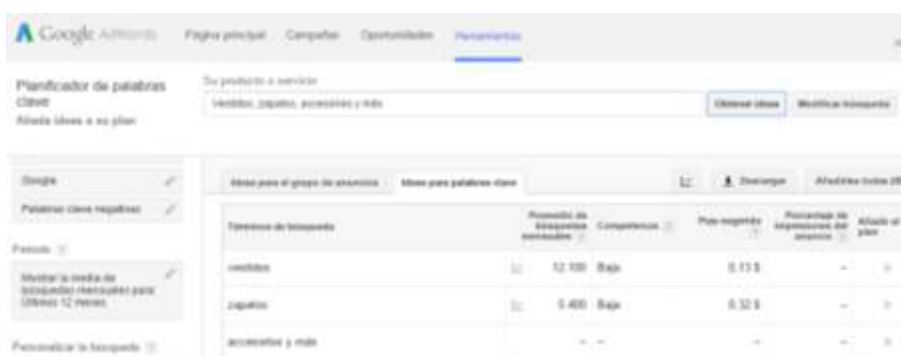 Google AdWords
Página principal Campañas Oportunidades Herramientas
Planificador de palabras
clave
Añada ideas a su plan
Su producto o servicio
Vestidos, zapatos, accesorios y más
Obtener ideas Modificar búsqueda
Google
Palabras clave negativas
Periodo
Mostrar la media de
búsquedas mensuales para
Últimos 12 meses
Personalizar la búsqueda
Ideas para el grupo de anuncios Ideas para palabras clave
Descargar Añadirlas todas
Términos de búsqueda
Promedio de
búsquedas
mensuales
Competencia
Puja sugerida
Porcentaje de
impresiones del
anuncio
Añadir al
plan
vestidos 12.100 Baja 0,13 $ –
zapatos 5.400 Baja 0,32 $ –
accesorios y más – – – –